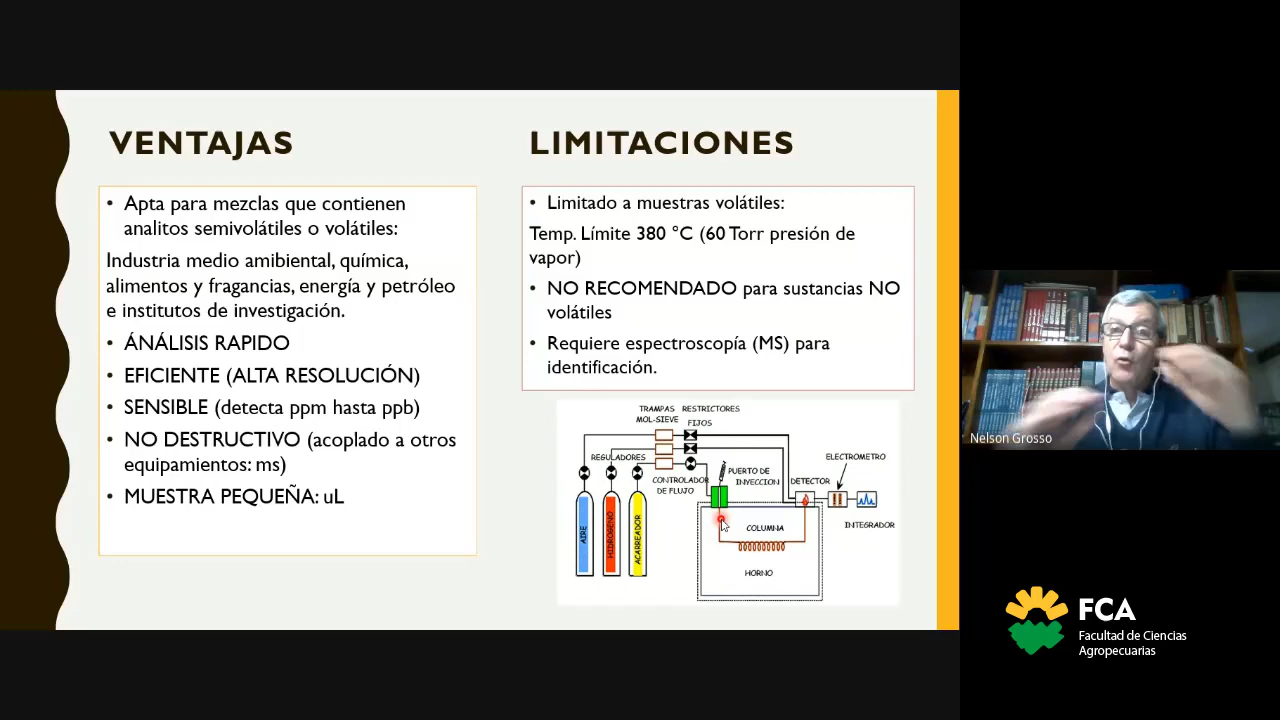 VENTAJAS
• Apta para mezclas que contienen
analitos semivolátiles o volátiles:
Industria medio amibiental, química,
alimentos y fragancias, energía y petróleo
e institutos de investigación.
• ÁNÁLISIS RAPIDO
• EFICIENTE (ALTA RESOLUCIÓN)
• SENSIBLE (detecta ppm hasta ppb)
• NO DESTRUCTIVO (acoplado a otros
equipamientos: ms)
• MUESTRA PEQUEÑA: uL
LIMITACIONES
• Limitado a muestras volátiles:
Temp. Límite 380 °C (60 Torr presión de
vapor)
• NO RECOMENDADO para sustancias NO
volátiles
• Requiere espectroscopía (MS) para
identificación.
TRAMPAS RESTRICTORES
MOL-SIEVE FIJOS
REGULADORES
CONTROLADOR
DE FLUJO
PUERTO DE
INYECCION
DETECTOR
ELECTROMETRO
INTEGRADOR
AIRE
HIDROGENO
ACARREADOR
COLUMNA
HORNO
Nelson Grosso
FCA
Facultad de Ciencias
Agropecuarias